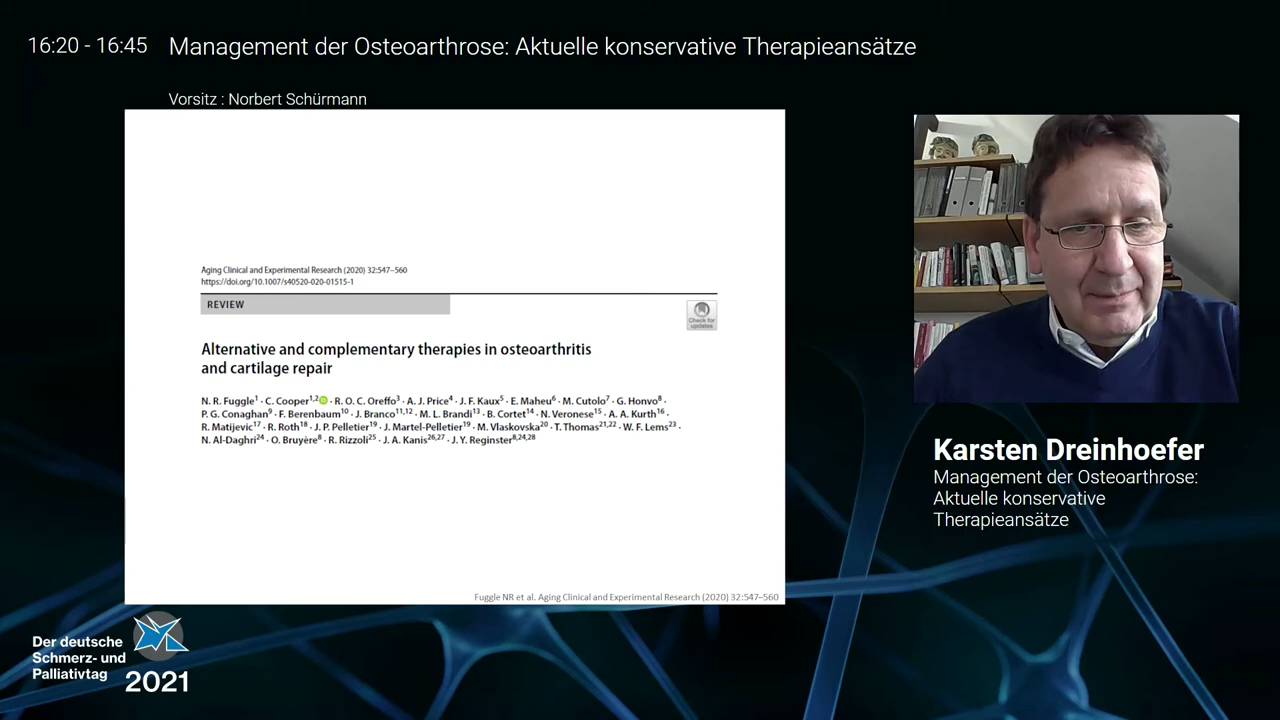 16:20 - 16:45 Management der Osteoarthrose: Aktuelle konservative Therapieansätze
Vorsitz : Norbert Schürmann
Aging Clinical and Experimental Research (2020) 32:547–560
https://doi.org/10.1007/s40520-020-01515-1
REVIEW
Check for
updates
Alternative and complementary therapies in osteoarthritis
and cartilage repair
N. R. Fuggle1 · C. Cooper1,2 · R. O. C. Oreffo3 · A. J. Price4 · J. F. Kaux5 · E. Maheu6 · M. Cutolo7 · G. Honvo8 ·
P. G. Conaghan9 · F. Berenbaum10 · J. Branco11,12 · M. L. Brandi13 · B. Cortet14 · N. Veronese15 · A. A. Kurth16 ·
R. Matijevic17 · R. Roth18 · J. P. Pelletier19 · J. Martel-Pelletier19 · M. Vlaskovska20 · T. Thomas21,22 · W. F. Lems23 ·
N. Al-Daghri24 · O. Bruyère8 · R. Rizzoli25 · J. A. Kanis26,27 · J. Y. Reginster8,24,28
Fuggle NR et al. Aging Clinical and Experimental Research (2020) 32:547–560
Karsten Dreinhoefer
Management der Osteoarthrose:
Aktuelle konservative
Therapieansätze
Der deutsche
Schmerz- und
Palliativtag
2021